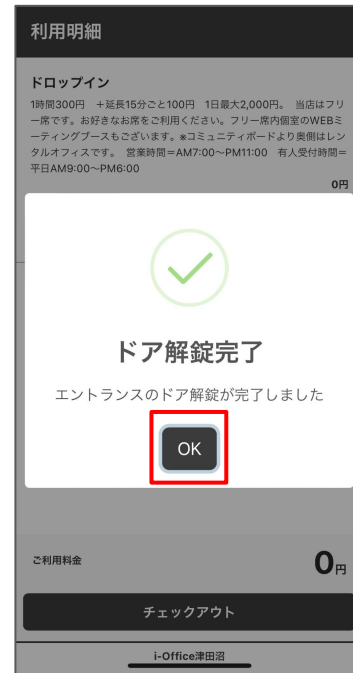 利用明細
ドロップイン
1時間300円　+延長15分ごと100円　1日最大2,000円。 当店はフリ
ー席です。お好きなお席をご利用ください。フリー席内個室のWEBミ
ーティングブースもございます。※コミュニティボードより奥側はレン
タルオフィスです。 営業時間=AM7:00〜PM11:00　有人受付時間=
平日AM9:00〜PM6:00
0円
ドア解錠完了
エントランスのドア解錠が完了しました
OK
ご利用料金
0円
チェックアウト
i-Office津田沼